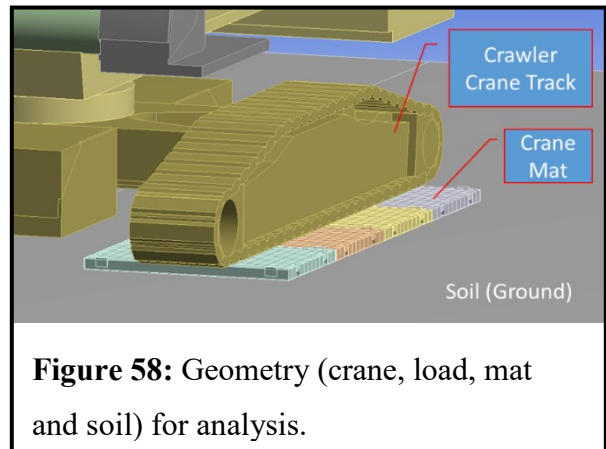 Crawler
Crane Track
Crane
Mat
Soil (Ground)
Figure 58: Geometry (crane, load, mat
and soil) for analysis.